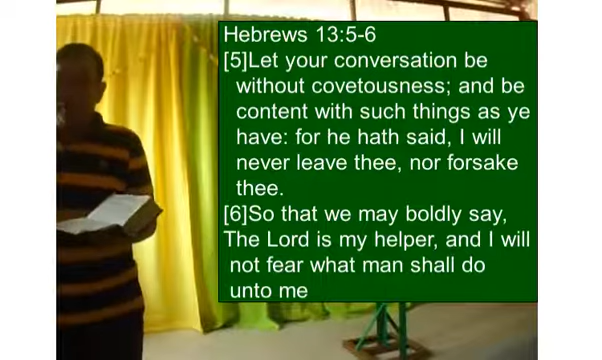 Hebrews 13:5-6
[5]Let your conversation be
without covetousness; and be
content with such things as ye
have: for he hath said, I will
never leave thee, nor forsake
thee.
[6]So that we may boldly say,
The Lord is my helper, and I will
not fear what man shall do
unto me